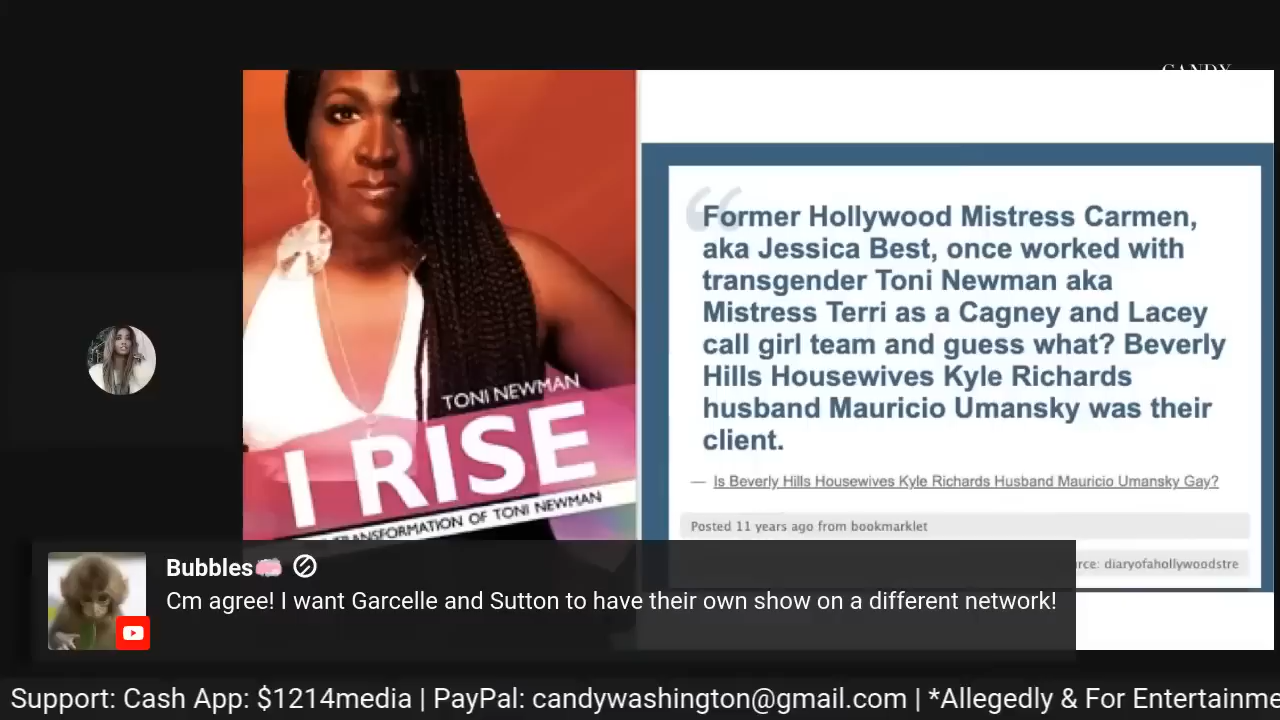 CANDY
Former Hollywood Mistress Carmen,
aka Jessica Best, once worked with
transgender Toni Newman aka
Mistress Terri as a Cagney and Lacey
call girl team and guess what? Beverly
Hills Housewives Kyle Richards
husband Mauricio Umansky was their
client.
— Is Beverly Hills Housewives Kyle Richards Husband Mauricio Umansky Gay?
Posted 11 years ago from bookmarklet
rce: diaryofahollywoodstre
TONI NEWMAN
I RISE
TRANSFORMATION OF TONI NEWMAN
Bubbles
Cm agree! I want Garcelle and Sutton to have their own show on a different network!
Support: Cash App: $1214media | PayPal: candywashington@gmail.com | *Allegedly & For Entertainme